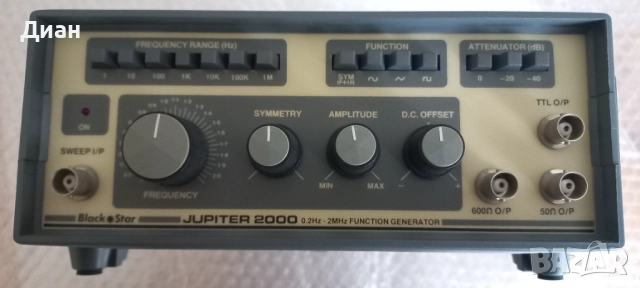 Диан
FREQUENCY RANGE (Hz)
1 10 100 1K 10K 100K 1M
FUNCTION
SYM
ATTENUATOR (dB)
0 -20 -40
ON
SYMMETRY
AMPLITUDE
D.C. OFFSET
TTL O/P
SWEEP I/P
MIN MAX
- +
FREQUENCY
600Ω O/P
50Ω O/P
Black Star
JUPITER 2000 0.2Hz - 2MHz FUNCTION GENERATOR
BAZAR